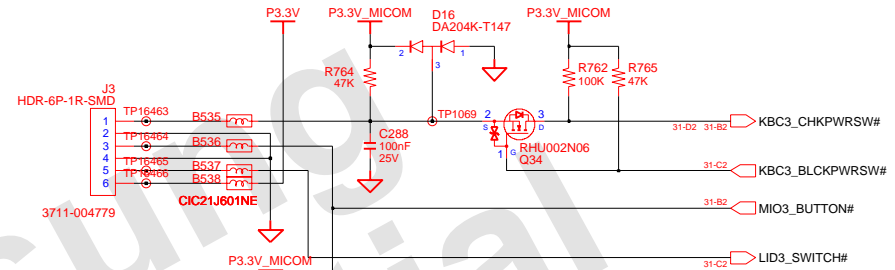 P3.3V
P3.3V_MICOM
D16
DA204K-T147
P3.3V_MICOM
2
1
3
R764
47K
R762
100K
R765
47K
J3
HDR-6P-1R-SMD
TP16463
B535
TP1069
2
3
1
S
D
G
31-D2
31-B2
KBC3_CHKPWRSW#
1
2
3
4
5
6
TP16464
B536
C288
100nF
25V
RHU002N06
Q34
TP16465
B537
31-C2
KBC3_BLCKPWRSW#
TP16466
B538
CIC21J601NE
3711-004779
31-B2
MIO3_BUTTON#
P3.3V_MICOM
31-C2
LID3_SWITCH#